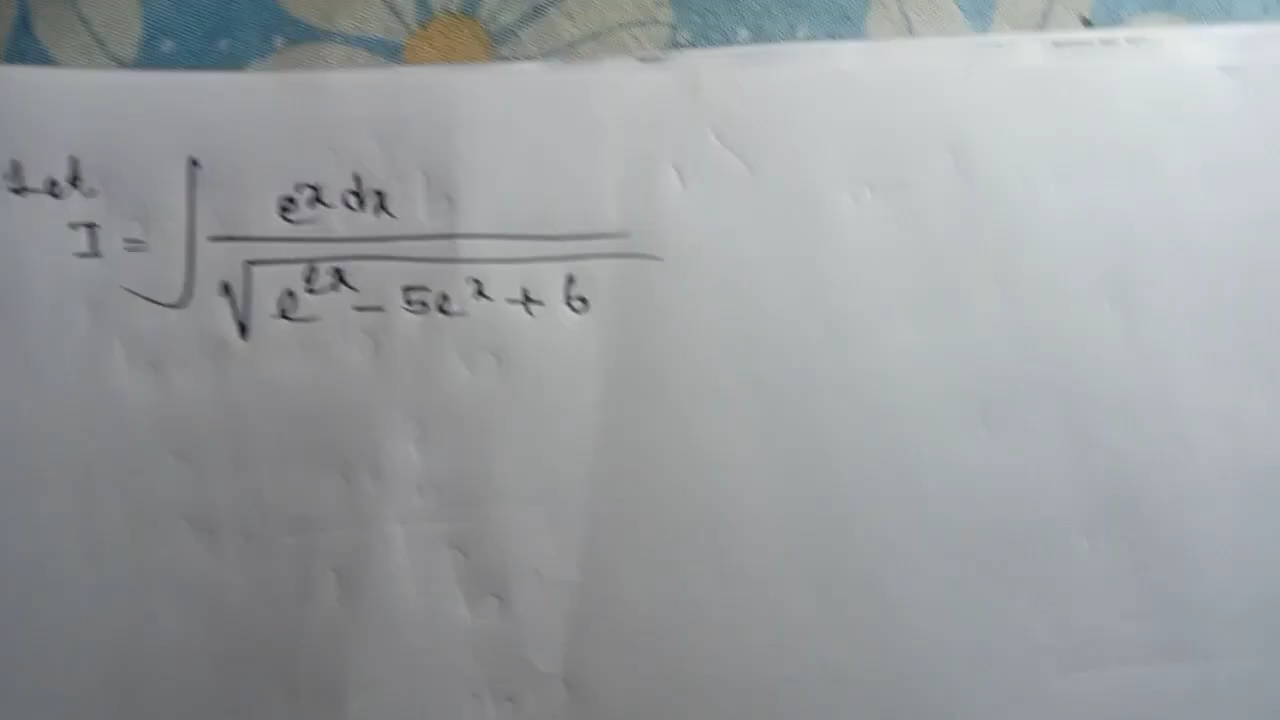 Let
I = ∫ e^x dx / √(e^{2x} - 5e^x + 6)